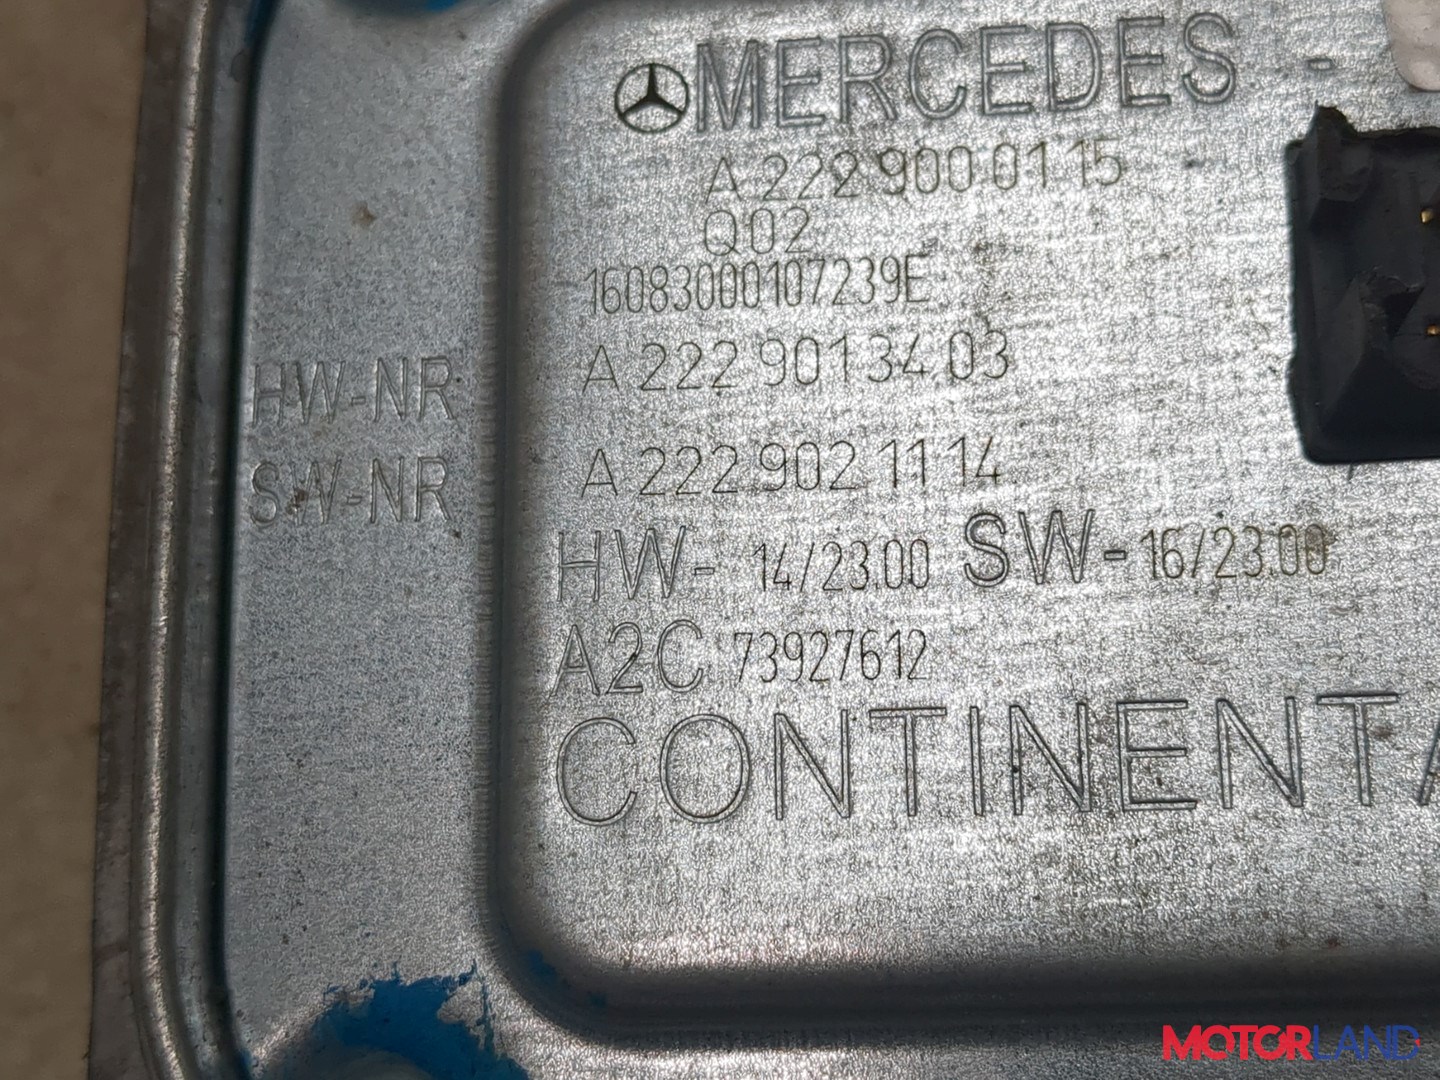 MERCEDES -
A 222 900 01 15
Q02
16083000107239E
HW-NR A 222 901 34 03
SW-NR A 222 902 11 14
HW- 14/23.00 SW- 16/23.00
A2C 73927612
CONTINENTA
MOTORLAND